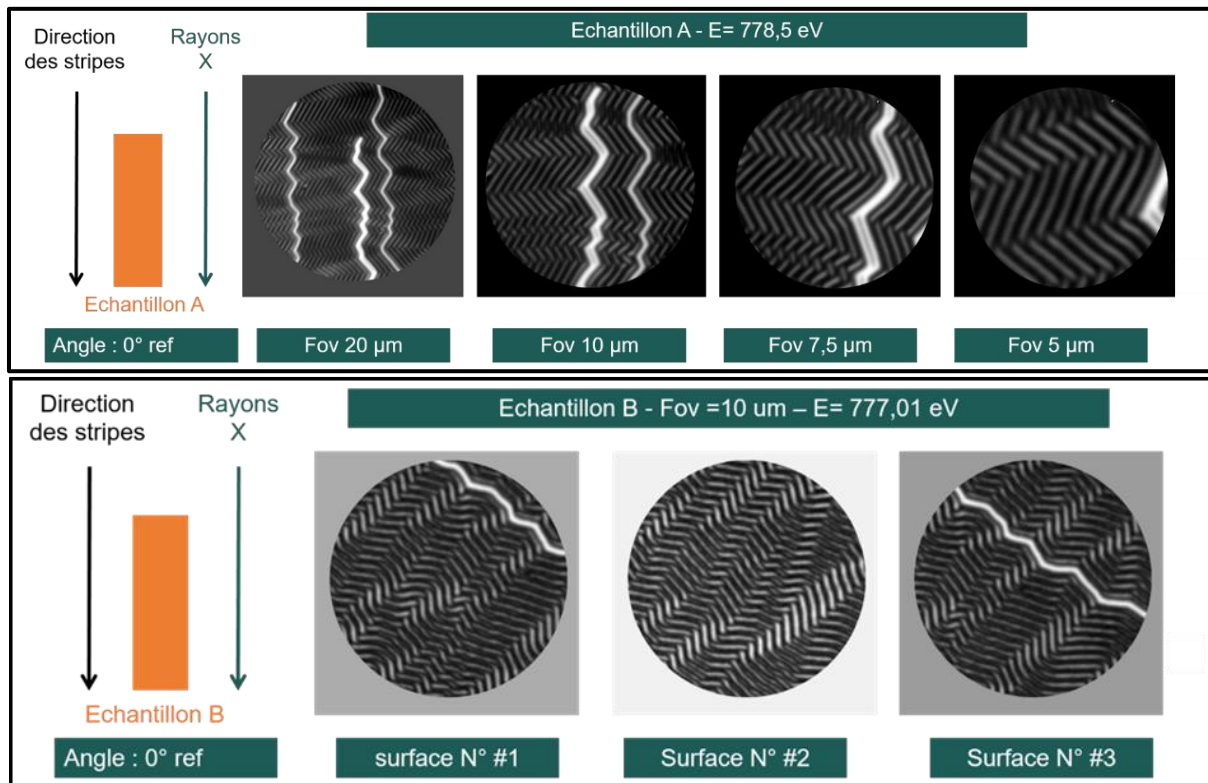 Direction
des stripes
Rayons
X
Echantillon A - E= 778,5 eV
Echantillon A
Angle : 0° ref
Fov 20 µm
Fov 10 µm
Fov 7,5 µm
Fov 5 µm
Direction
des stripes
Rayons
X
Echantillon B - Fov =10 um – E= 777,01 eV
Echantillon B
Angle : 0° ref
surface N° #1
Surface N° #2
Surface N° #3